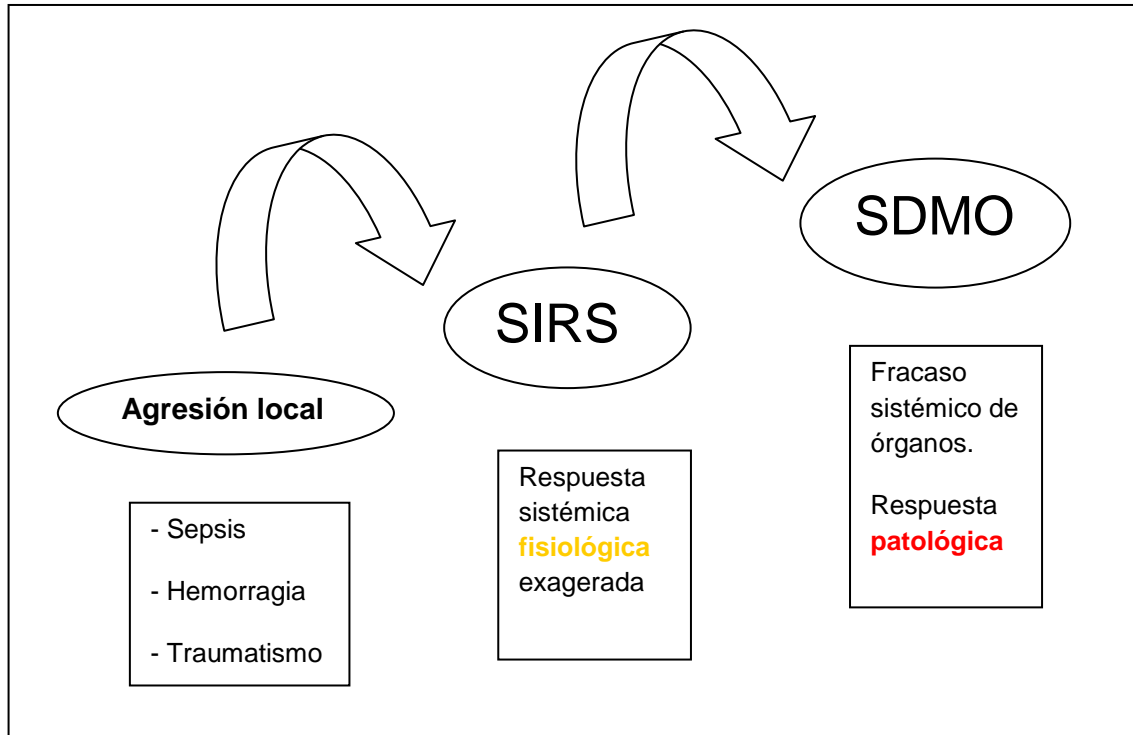 Agresión local
- Sepsis
- Hemorragia
- Traumatismo
SIRS
Respuesta
sistémica
fisiológica
exagerada
SDMO
Fracaso
sistémico de
órganos.
Respuesta
patológica